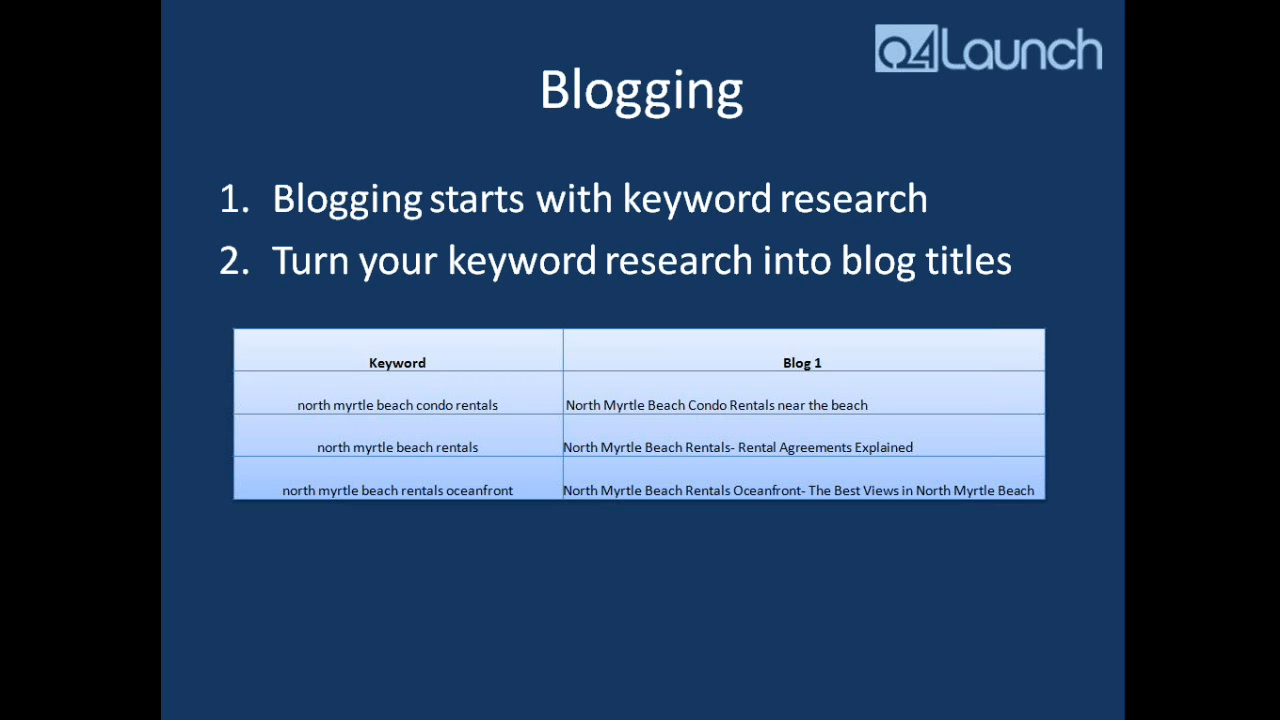 Q4Launch
Blogging
1. Blogging starts with keyword research
2. Turn your keyword research into blog titles
Keyword Blog 1
north myrtle beach condo rentals North Myrtle Beach Condo Rentals near the beach
north myrtle beach rentals North Myrtle Beach Rentals- Rental Agreements Explained
north myrtle beach rentals oceanfront North Myrtle Beach Rentals Oceanfront- The Best Views in North Myrtle Beach